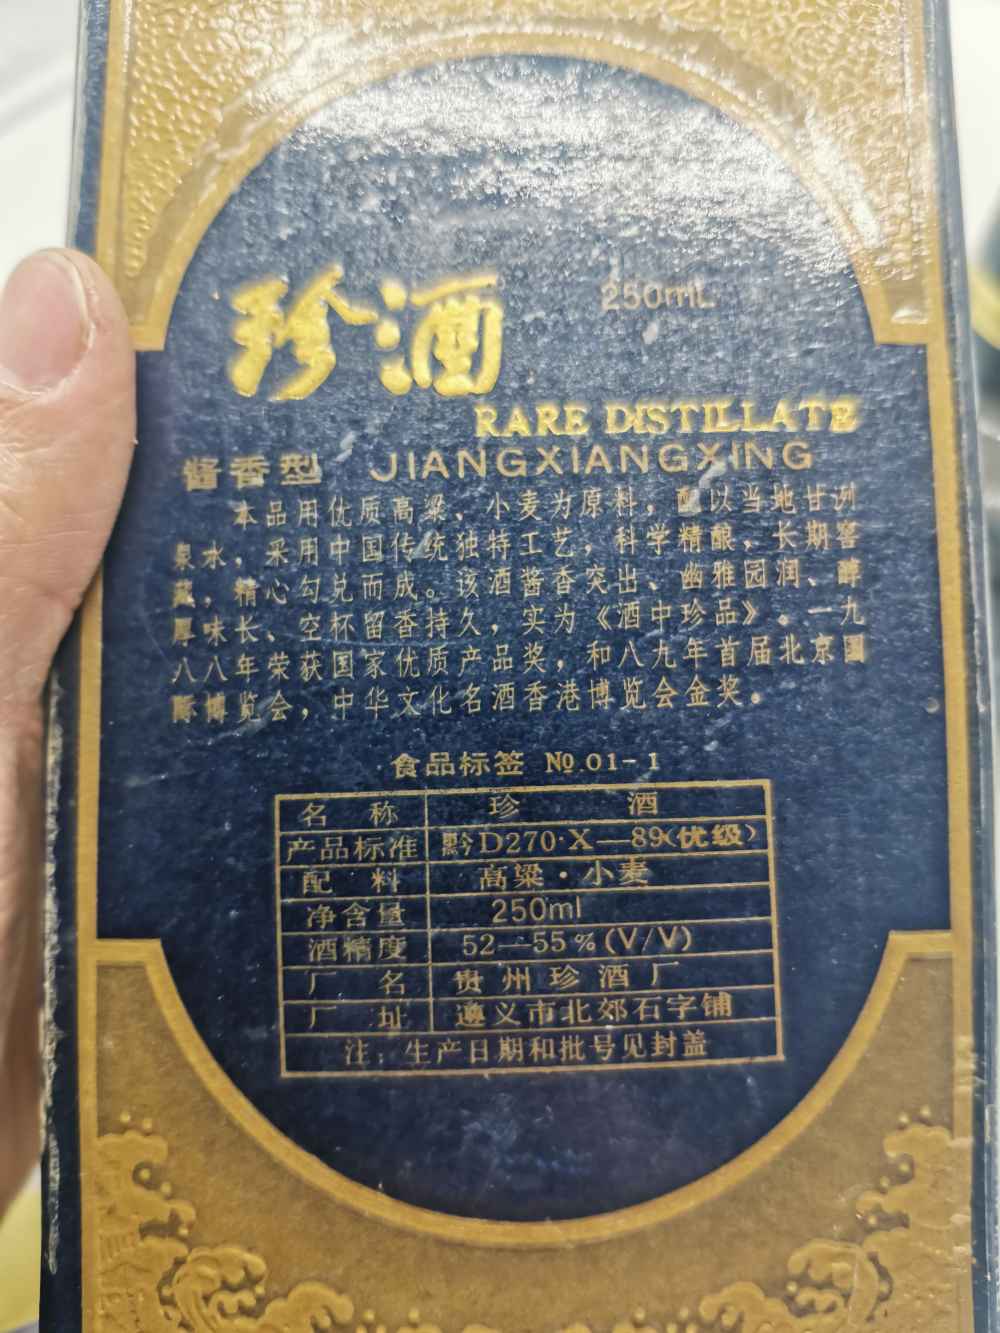 珍酒 250mL
RARE DISTILLATE
酱香型 JIANGXIANGXING
本品用优质高粱、小麦为原料，配以当地甘洌
泉水，采用中国传统独特工艺，科学精酿，长期窖
藏，精心勾兑而成。该酒酱香突出、幽雅园润、醇
厚味长、空杯留香持久，实为《酒中珍品》。一九
八八年荣获国家优质产品奖，和八九年首届北京国
际博览会，中华文化名酒香港博览会金奖。
食品标签 №.01-1
名 称 珍 酒
产品标准 黔D270·X—89(优级)
配 料 高粱·小麦
净含量 250ml
酒精度 52—55%(V/V)
厂 名 贵州珍酒厂
厂 址 遵义市北郊石字铺
注：生产日期和批号见封盖